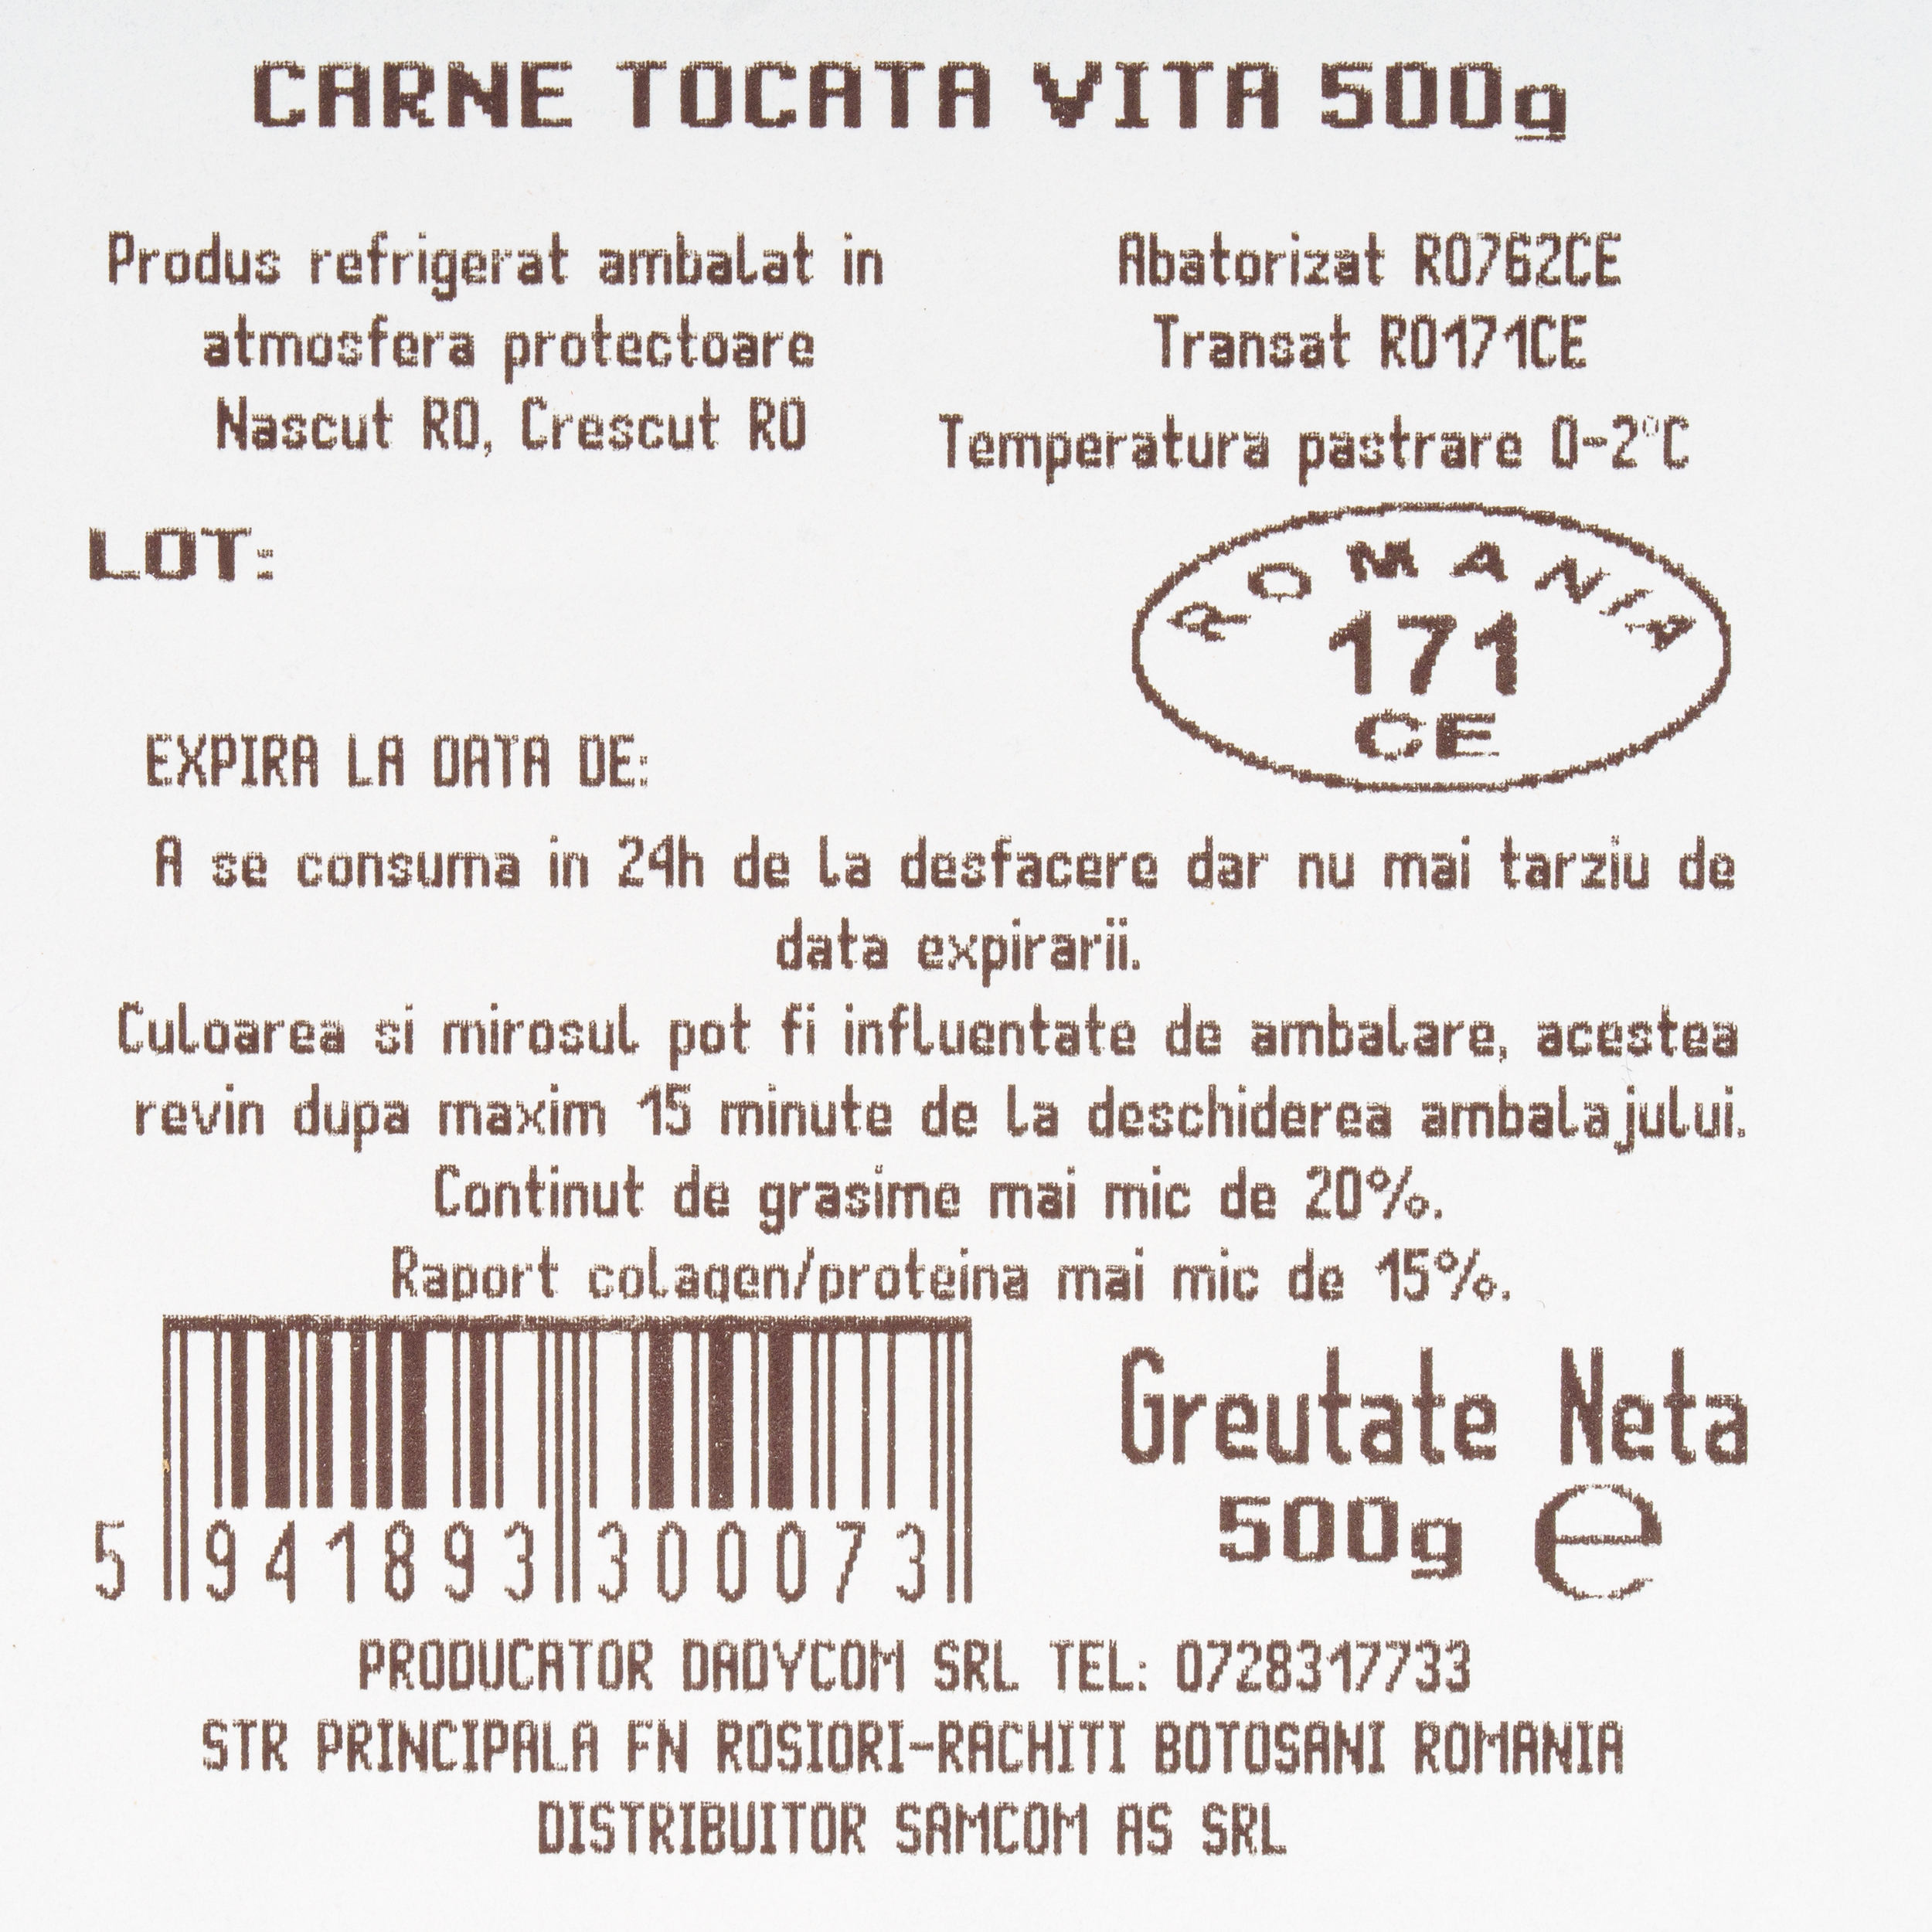 CARNE TOCATA VITA 500g
Produs refrigerat ambalat in
atmosfera protectoare
Nascut RO, Crescut RO
Abatorizat RO762CE
Transat RO171CE
Temperatura pastrare 0-2°C
LOT:
ROMANIA
171
CE
EXPIRA LA DATA DE:
A se consuma in 24h de la desfacere dar nu mai tarziu de
data expirarii.
Culoarea si mirosul pot fi influentate de ambalare, acestea
revin dupa maxim 15 minute de la deschiderea ambalajului.
Continut de grasime mai mic de 20%.
Raport colagen/proteina mai mic de 15%.
5 941893 300073
Greutate Neta
500g e
PRODUCATOR DADYCOM SRL TEL: 0728317733
STR PRINCIPALA FN ROSIORI-RACHITI BOTOSANI ROMANIA
DISTRIBUITOR SAMCOM AS SRL